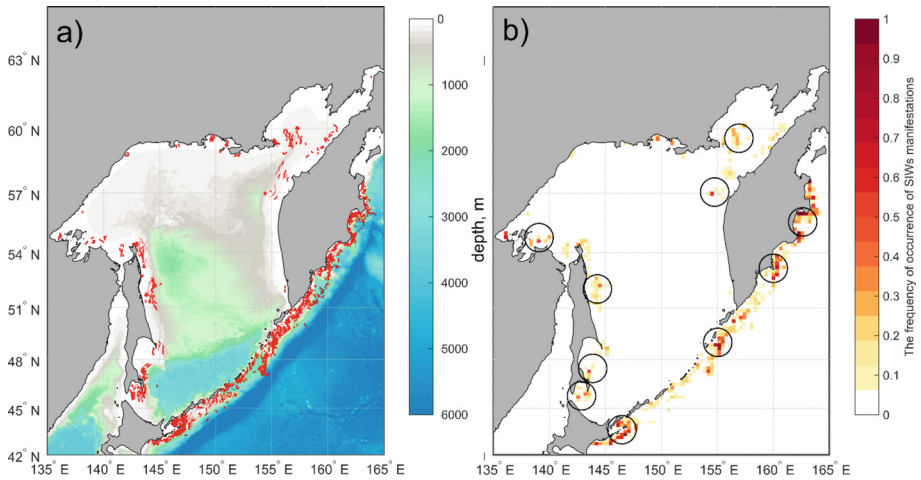 a)
63° N
60° N
57° N
54° N
51° N
48° N
45° N
42° N
135° E
140° E
145° E
150° E
155° E
160° E
165° E
0
1000
2000
3000
4000
5000
6000
depth, m
b)
135° E
140° E
145° E
150° E
155° E
160° E
165° E
1
0.9
0.8
0.7
0.6
0.5
0.4
0.3
0.2
0.1
0
The frequency of occurrence of SIWs manifestations